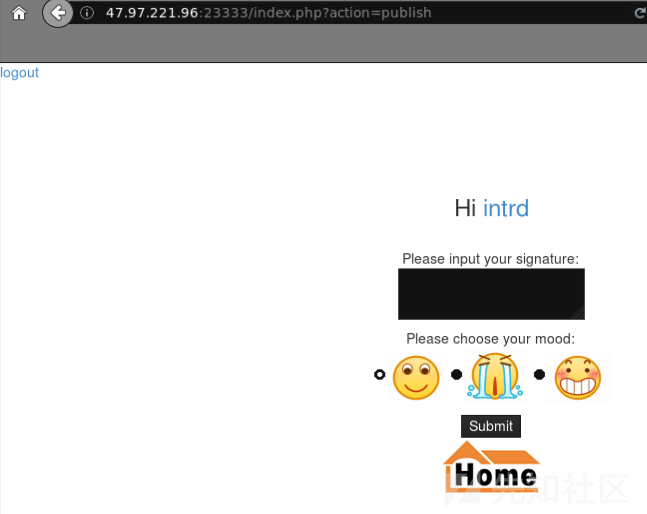 47.97.221.96:23333/index.php?action=publish
logout
Hi intrd
Please input your signature:
Please choose your mood:
Submit
Home
先知社区